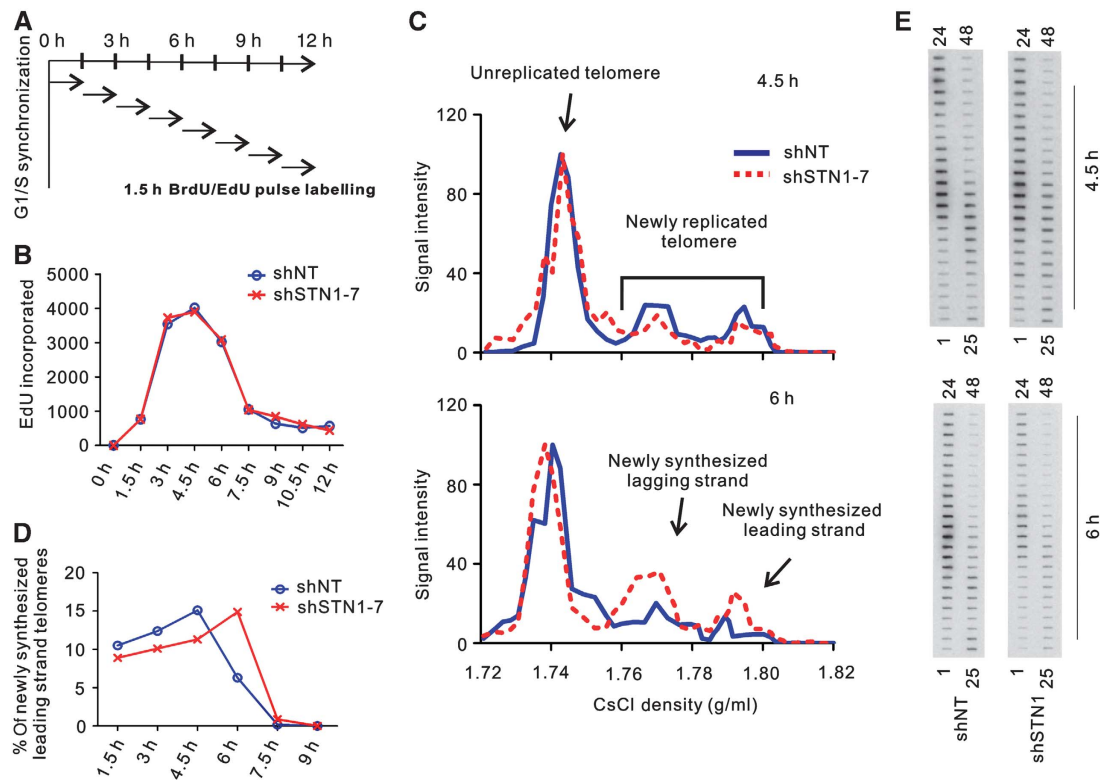 A
0 h 3 h 6 h 9 h 12 h
G1/S synchronization
1.5 h BrdU/EdU pulse labelling
B
EdU incorporated
5000
4000
3000
2000
1000
0
shNT
shSTN1-7
0 h 1.5 h 3 h 4.5 h 6 h 7.5 h 9 h 10.5 h 12 h
D
% Of newly synthesized
leading strand telomeres
20
15
10
5
0
shNT
shSTN1-7
1.5 h 3 h 4.5 h 6 h 7.5 h 9 h
C
Unreplicated telomere
4.5 h
Signal intensity
120
80
40
0
shNT
shSTN1-7
Newly replicated
telomere
6 h
Signal intensity
120
80
40
0
Newly synthesized
lagging strand
Newly synthesized
leading strand
1.72 1.74 1.76 1.78 1.80 1.82
CsCl density (g/ml)
E
24 48 24 48
4.5 h
1 25 1 25
24 48 24 48
6 h
1 25 1 25
shNT shSTN1